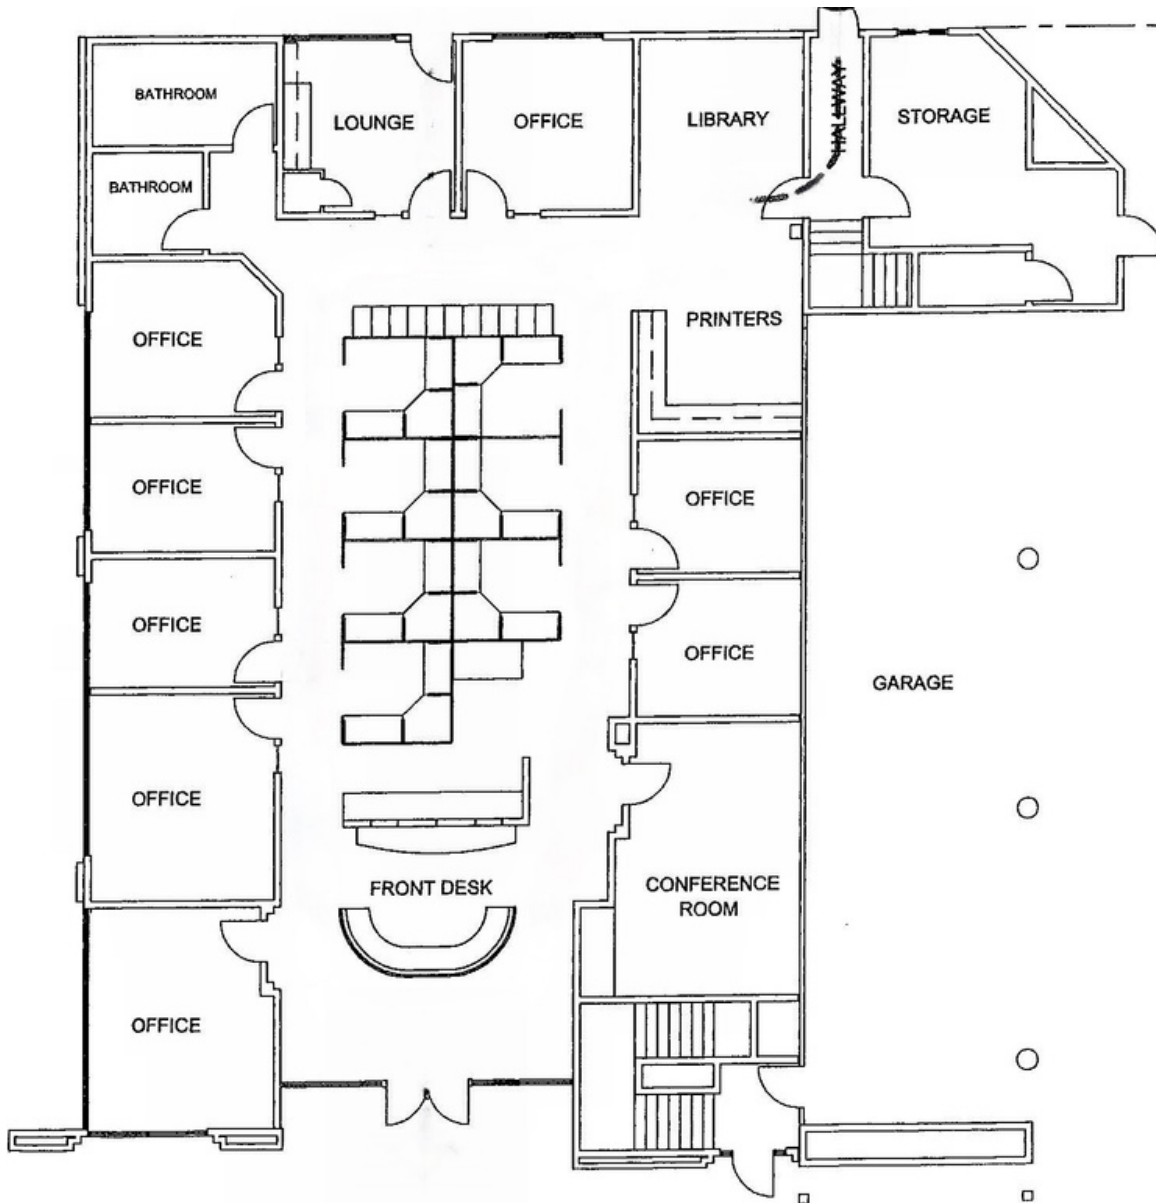 BATHROOM
LOUNGE
OFFICE
LIBRARY
HALLWAY
STORAGE
BATHROOM
OFFICE
PRINTERS
OFFICE
OFFICE
OFFICE
OFFICE
OFFICE
GARAGE
OFFICE
FRONT DESK
CONFERENCE
ROOM
OFFICE